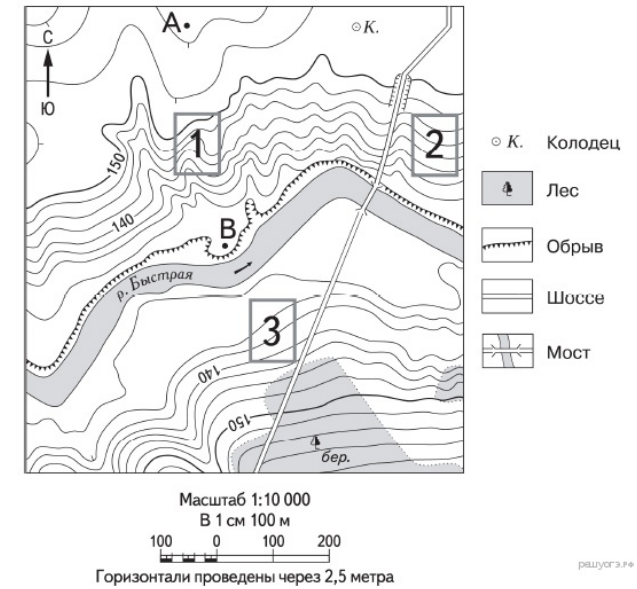 А
К.
С
Ю
1
2
150
140
В
р. Быстрая
3
140
150
бер.
К. Колодец
Лес
Обрыв
Шоссе
Мост
Масштаб 1:10 000
В 1 см 100 м
100 0 100 200
Горизонтали проведены через 2,5 метра
решуогэ.рф